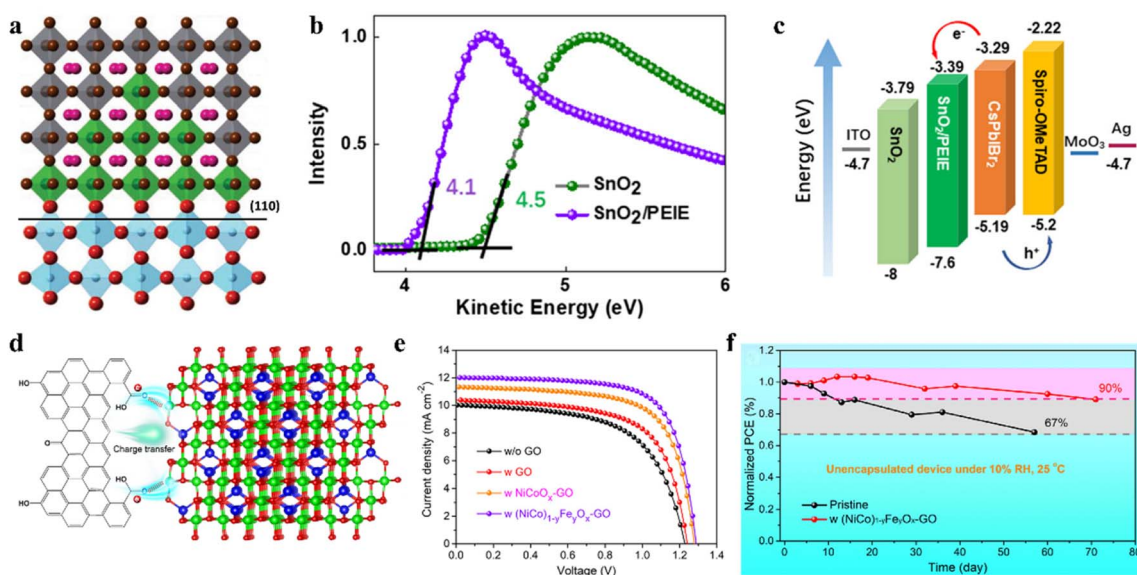 a
(110)
b
Intensity
1.0
0.5
0.0
4.1
4.5
SnO₂
SnO₂/PEIE
4
5
6
Kinetic Energy (eV)
c
Energy (eV)
ITO
-4.7
-3.79
SnO₂
-8
e⁻
-3.39
SnO₂/PEIE
-7.6
-3.29
CsPbIBr₂
-5.19
h⁺
-2.22
Spiro-OMeTAD
-5.2
MoO₃
Ag
-4.7
d
HO
HO
O
HO
HO
Charge transfer
e
Current density (mA cm⁻²)
14
12
10
8
6
4
2
0
w/o GO
w GO
w NiCoOₓ-GO
w (NiCo)₁₋ᵧFeᵧOₓ-GO
0.0 0.2 0.4 0.6 0.8 1.0 1.2 1.4
Voltage (V)
f
Normalized PCE (%)
1.2
1.0
0.8
0.6
0.4
0.2
0.0
90%
67%
Unencapsulated device under 10% RH, 25 °C
Pristine
w (NiCo)₁₋ᵧFeᵧOₓ-GO
0 10 20 30 40 50 60 70 80
Time (day)